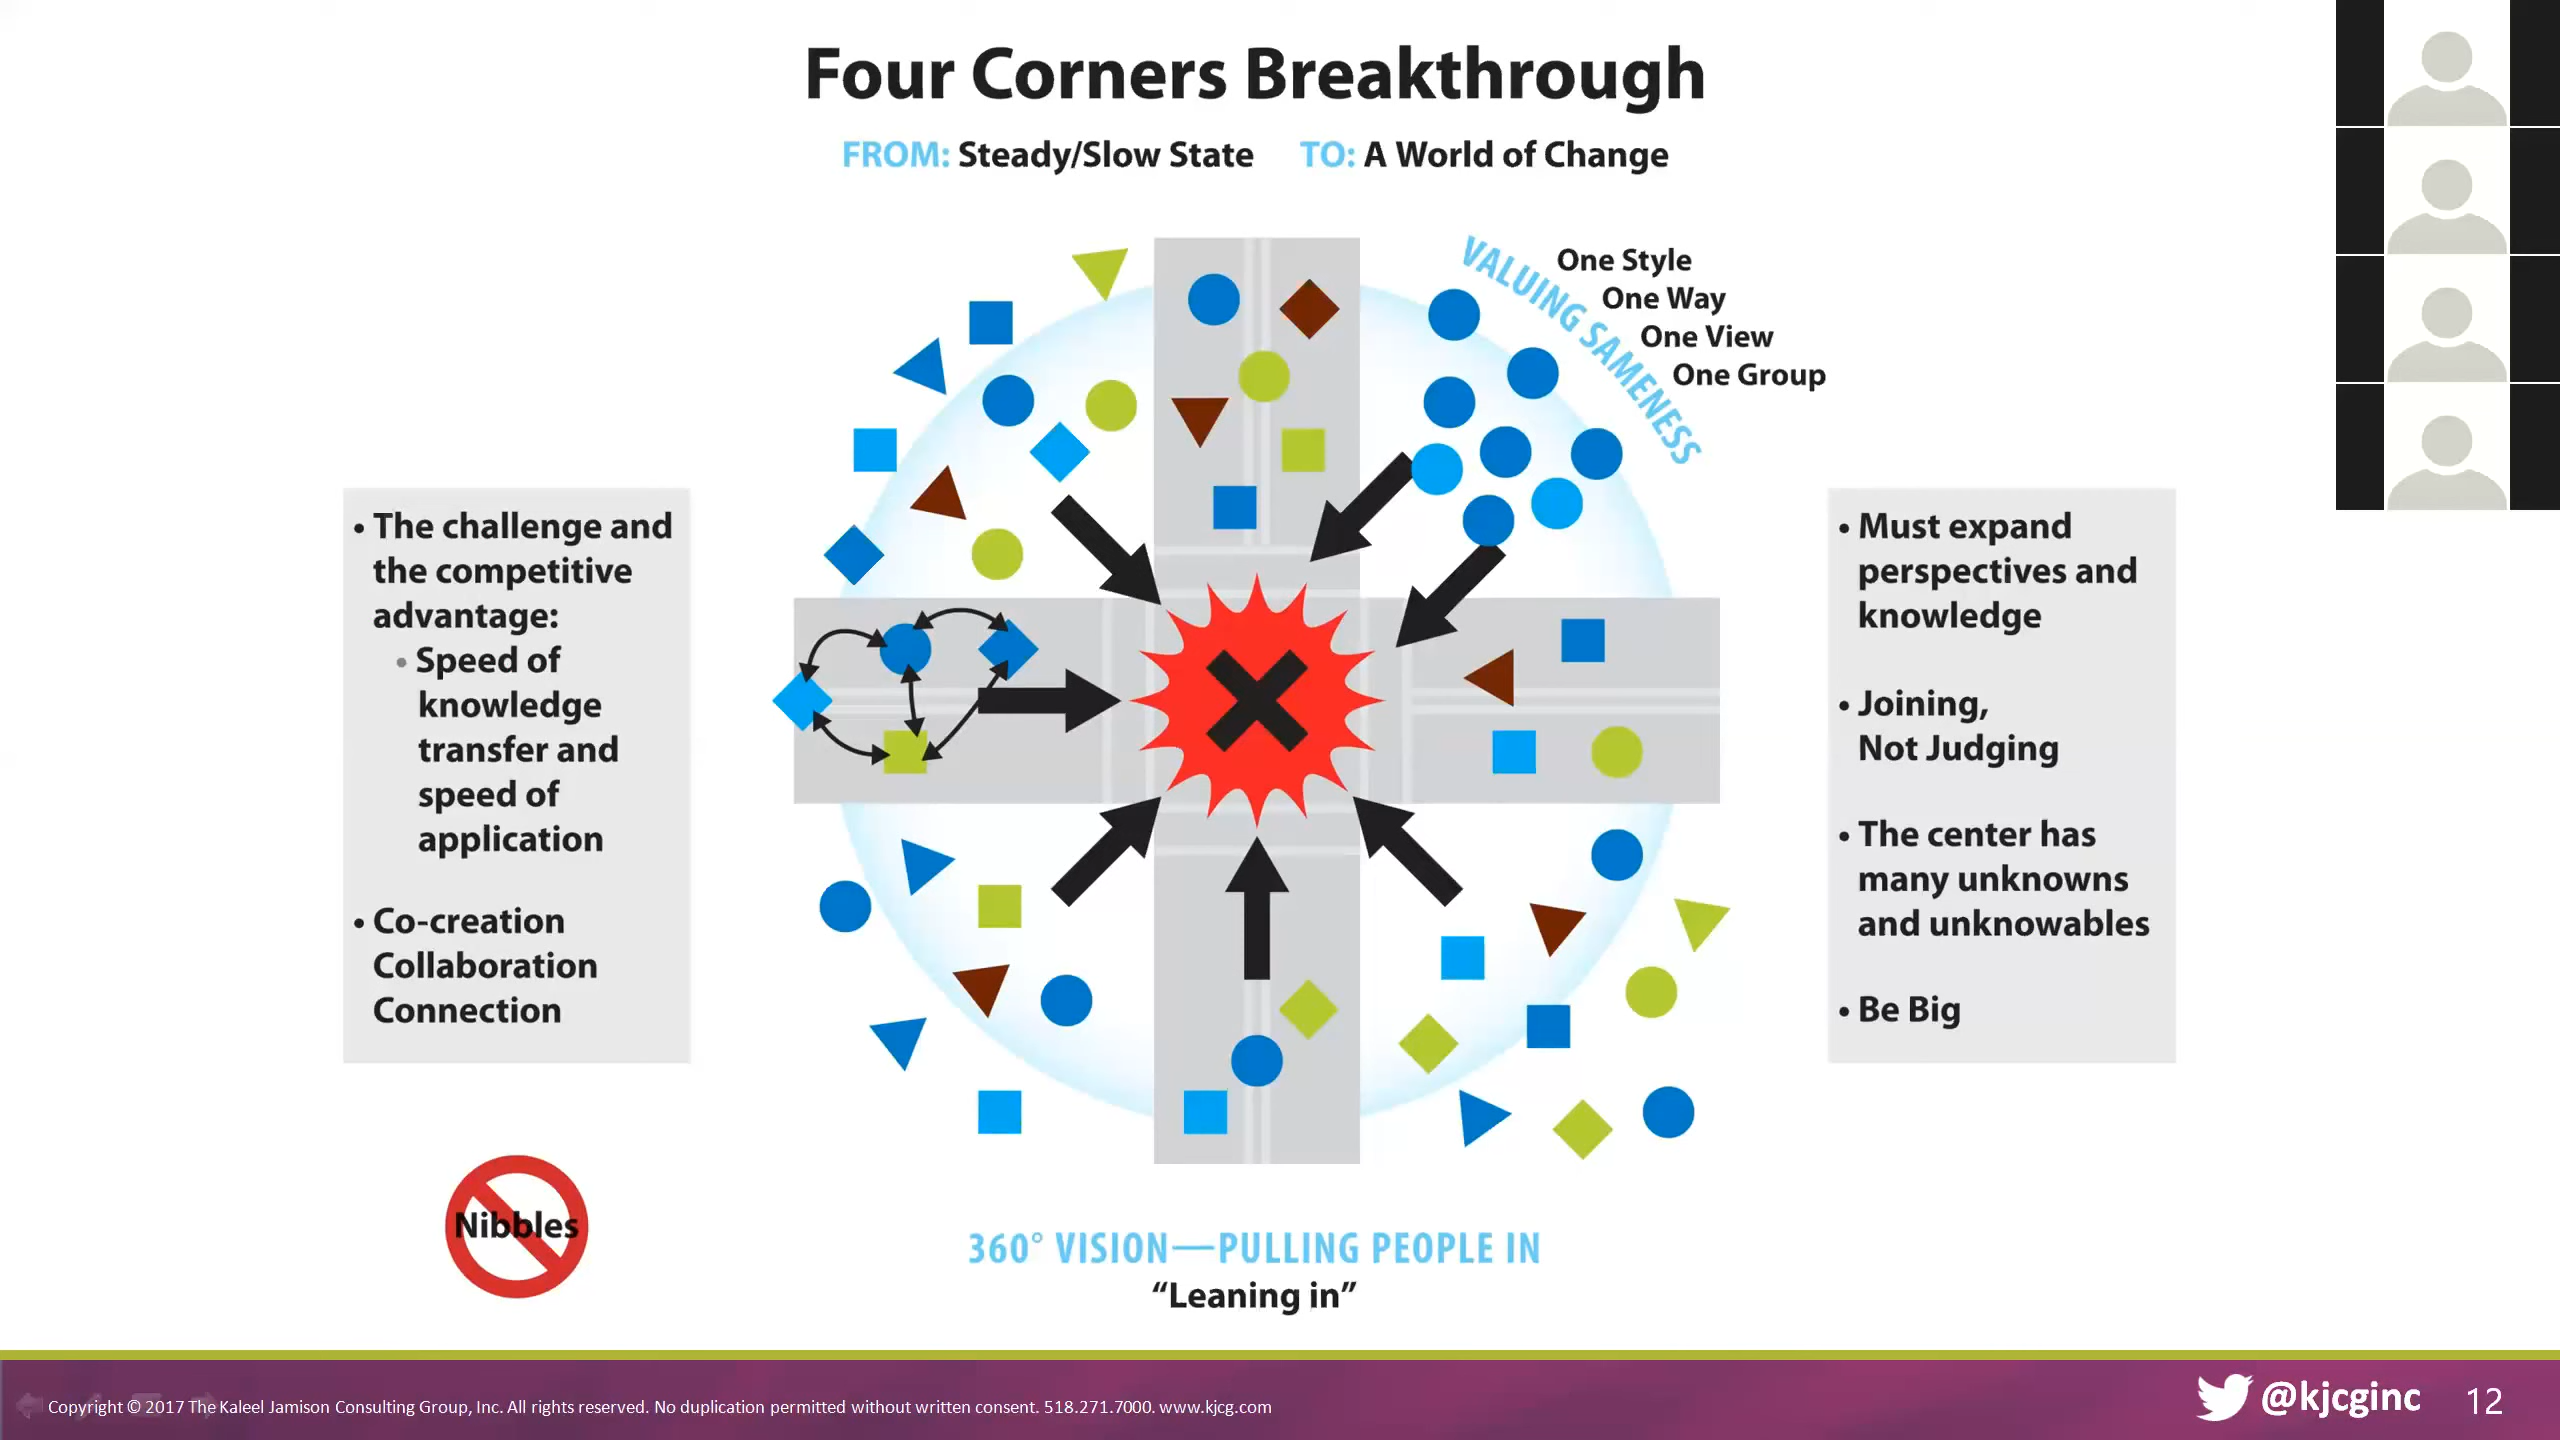 Four Corners Breakthrough
FROM: Steady/Slow State TO: A World of Change
VALUING SAMENESS
One Style
One Way
One View
One Group
• The challenge and
the competitive
advantage:
• Speed of
knowledge
transfer and
speed of
application
• Co-creation
Collaboration
Connection
• Must expand
perspectives and
knowledge
• Joining,
Not Judging
• The center has
many unknowns
and unknowables
• Be Big
Nibbles
360° VISION—PULLING PEOPLE IN
“Leaning in”
Copyright © 2017 The Kaleel Jamison Consulting Group, Inc. All rights reserved. No duplication permitted without written consent. 518.271.7000. www.kjcg.com
@kjcginc 12